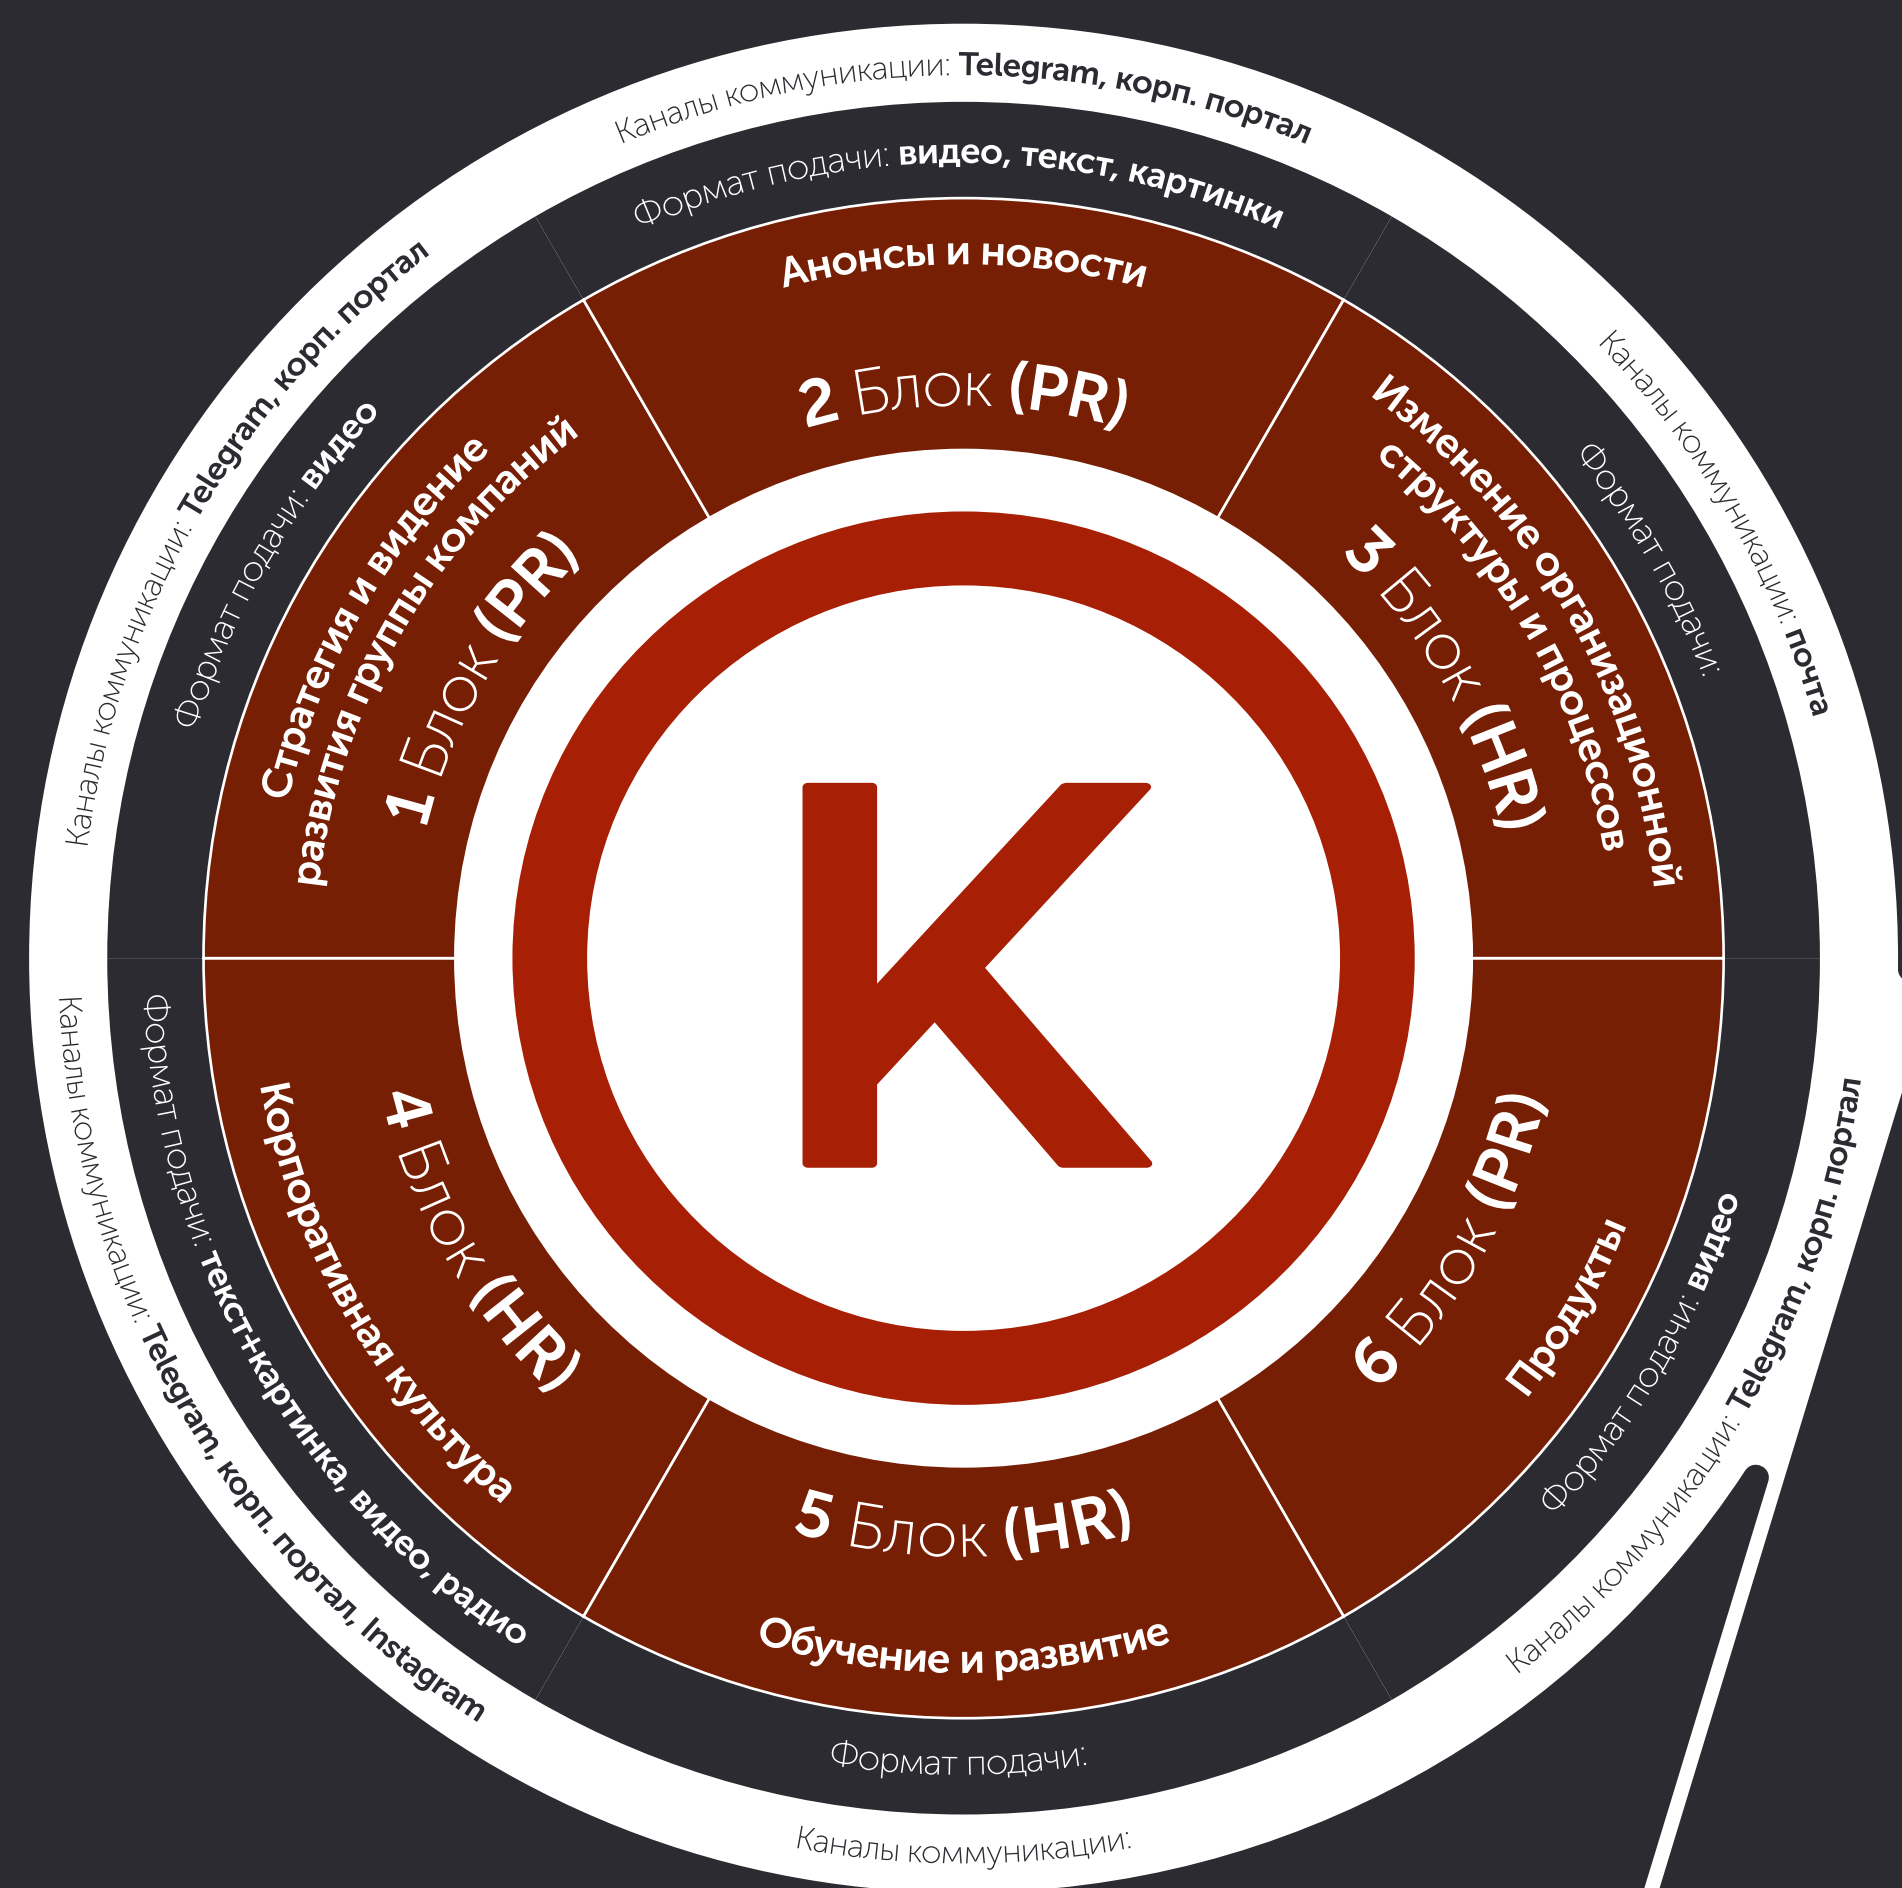 Каналы коммуникации: Telegram, корп. портал
Формат подачи: видео
Стратегия и видение
развития группы компаний
1 Блок (PR)
Каналы коммуникации: Telegram, корп. портал
Формат подачи: видео, текст, картинки
Анонсы и новости
2 Блок (PR)
Каналы коммуникации: почта
Формат подачи:
Изменение организационной
структуры и процессов
3 Блок (HR)
К
4 Блок (HR)
Корпоративная культура
Формат подачи: текст+картинка, видео, радио
Каналы коммуникации: Telegram, корп. портал, Instagram
5 Блок (HR)
Обучение и развитие
Формат подачи:
Каналы коммуникации:
6 Блок (PR)
Продукты
Формат подачи: видео
Каналы коммуникации: Telegram, корп. портал